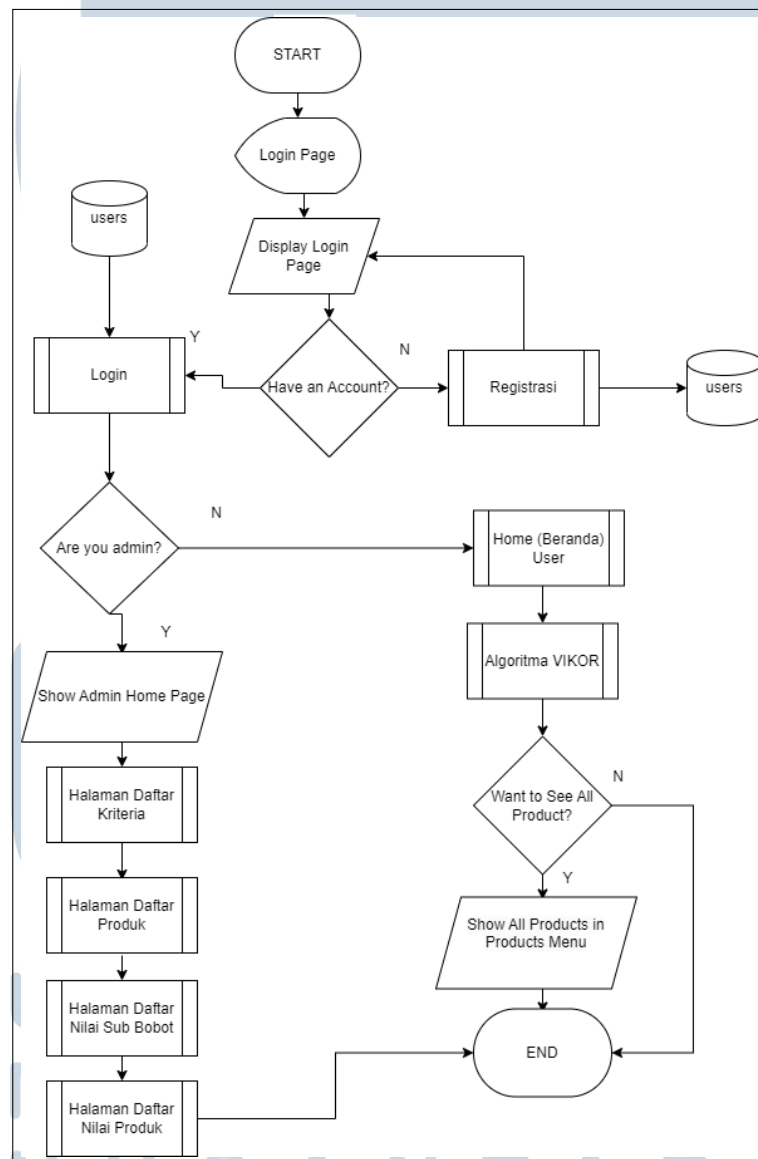 START
Login Page
users
Display Login
Page
Y
N
Login
Have an Account?
Registrasi
users
N
Are you admin?
Home (Beranda)
User
Y
Algoritma VIKOR
Show Admin Home Page
N
Halaman Daftar
Kriteria
Want to See All
Product?
Y
Halaman Daftar
Produk
Show All Products in
Products Menu
Halaman Daftar
Nilai Sub Bobot
END
Halaman Daftar
Nilai Produk